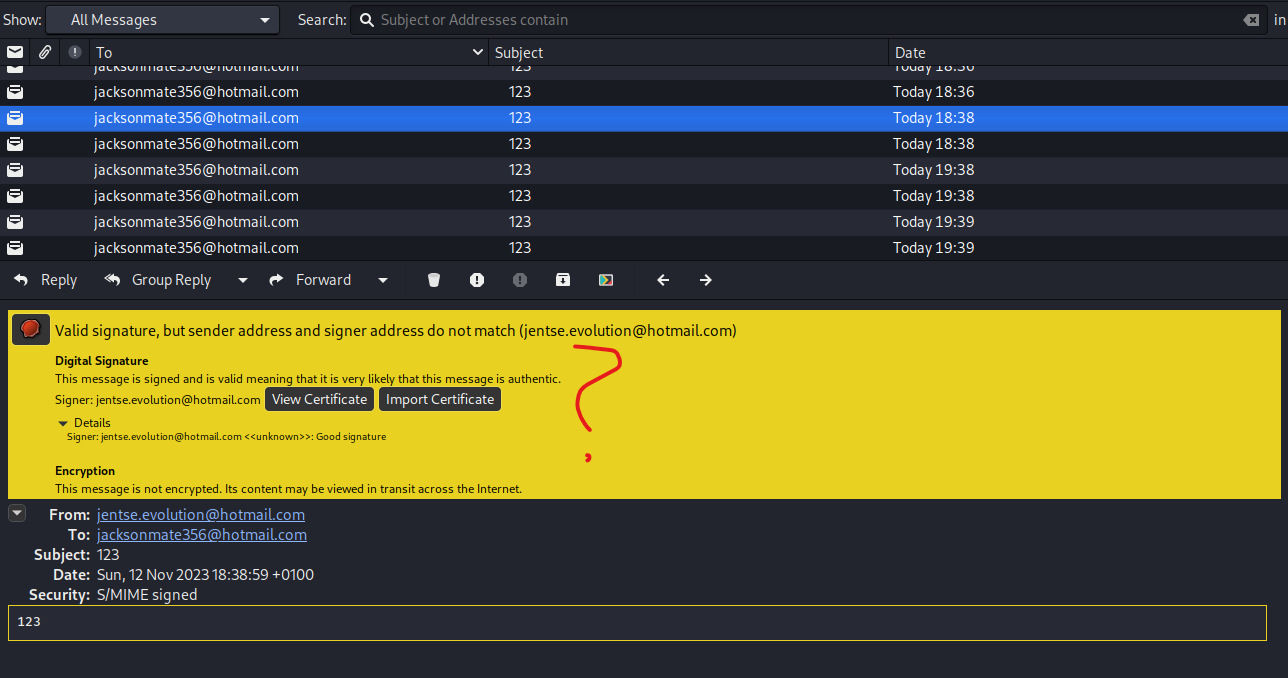 Show: All Messages Search: Subject or Addresses contain in
To Subject Date
jacksonmate356@hotmail.com 123 Today 18:36
jacksonmate356@hotmail.com 123 Today 18:36
jacksonmate356@hotmail.com 123 Today 18:38
jacksonmate356@hotmail.com 123 Today 18:38
jacksonmate356@hotmail.com 123 Today 19:38
jacksonmate356@hotmail.com 123 Today 19:38
jacksonmate356@hotmail.com 123 Today 19:39
jacksonmate356@hotmail.com 123 Today 19:39
Reply Group Reply Forward
Valid signature, but sender address and signer address do not match (jentse.evolution@hotmail.com)
Digital Signature
This message is signed and is valid meaning that it is very likely that this message is authentic.
Signer: jentse.evolution@hotmail.com View Certificate Import Certificate
?
Details
Signer: jentse.evolution@hotmail.com <<unknown>>: Good signature
Encryption
This message is not encrypted. Its content may be viewed in transit across the Internet.
From: jentse.evolution@hotmail.com
To: jacksonmate356@hotmail.com
Subject: 123
Date: Sun, 12 Nov 2023 18:38:59 +0100
Security: S/MIME signed
123